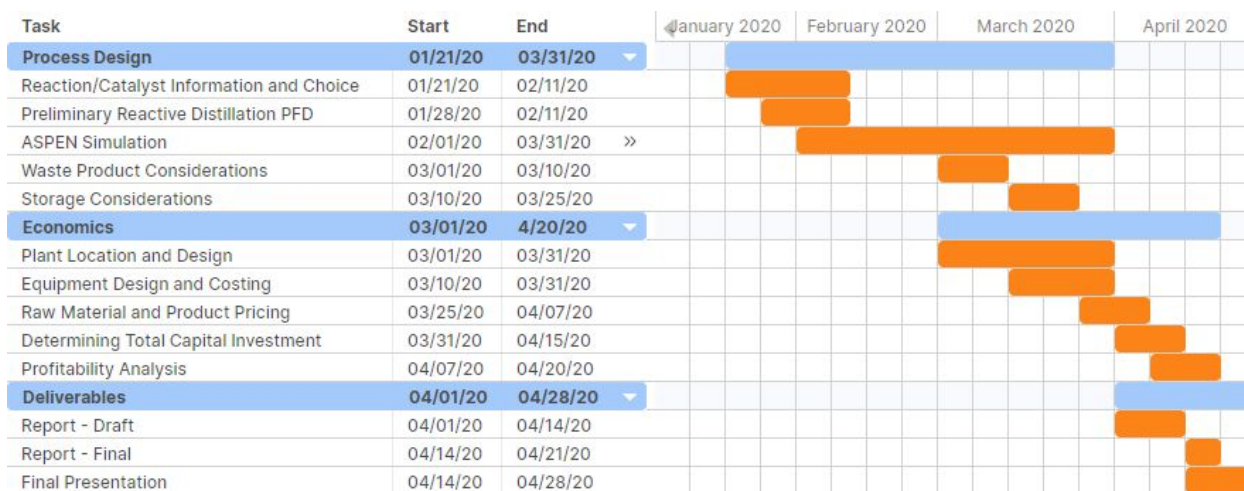 Task Start End January 2020 February 2020 March 2020 April 2020
Process Design 01/21/20 03/31/20
Reaction/Catalyst Information and Choice 01/21/20 02/11/20
Preliminary Reactive Distillation PFD 01/28/20 02/11/20
ASPEN Simulation 02/01/20 03/31/20 »
Waste Product Considerations 03/01/20 03/10/20
Storage Considerations 03/10/20 03/25/20
Economics 03/01/20 4/20/20
Plant Location and Design 03/01/20 03/31/20
Equipment Design and Costing 03/10/20 03/31/20
Raw Material and Product Pricing 03/25/20 04/07/20
Determining Total Capital Investment 03/31/20 04/15/20
Profitability Analysis 04/07/20 04/20/20
Deliverables 04/01/20 04/28/20
Report - Draft 04/01/20 04/14/20
Report - Final 04/14/20 04/21/20
Final Presentation 04/14/20 04/28/20